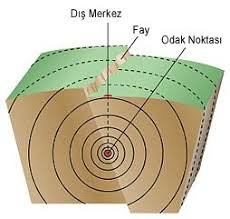 Dış Merkez
Fay
Odak Noktası